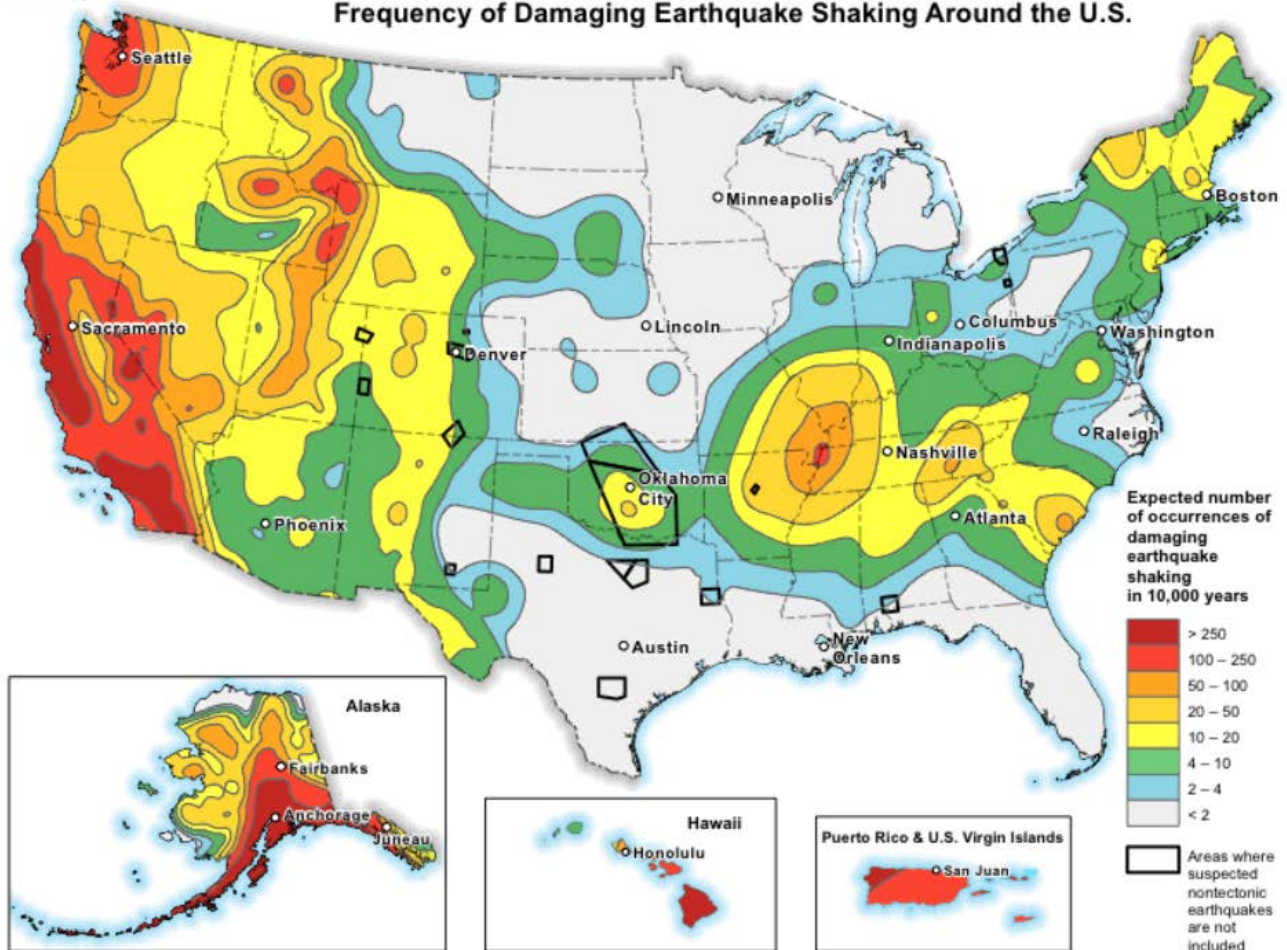 Frequency of Damaging Earthquake Shaking Around the U.S.
Seattle
Minneapolis
Boston
Sacramento
Lincoln
Columbus
Washington
Denver
Indianapolis
Raleigh
Nashville
Oklahoma
City
Phoenix
Atlanta
Austin
New
Orleans
Expected number
of occurrences of
damaging
earthquake
shaking
in 10,000 years
> 250
100 – 250
50 – 100
20 – 50
10 – 20
4 – 10
2 – 4
< 2
Areas where
suspected
nontectonic
earthquakes
are not
included
Alaska
Fairbanks
Anchorage
Juneau
Hawaii
Honolulu
Puerto Rico & U.S. Virgin Islands
San Juan